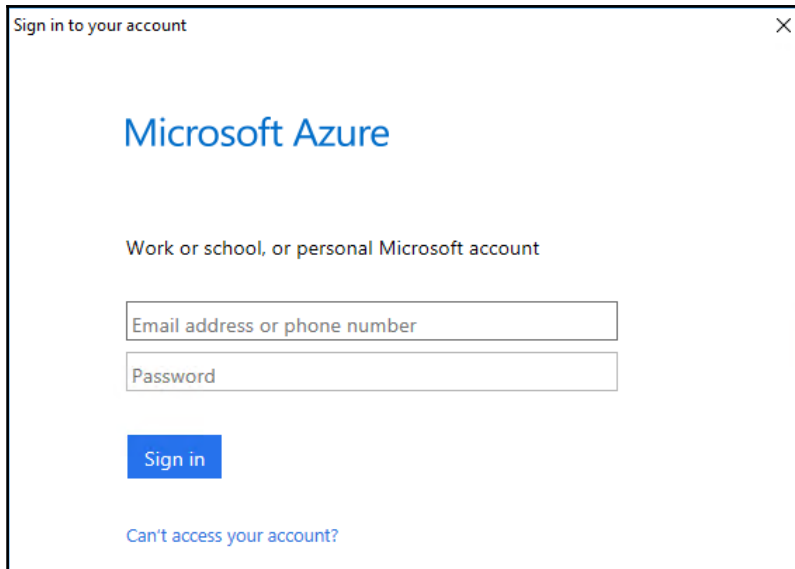 Sign in to your account
Microsoft Azure
Work or school, or personal Microsoft account
Email address or phone number
Password
Sign in
Can't access your account?